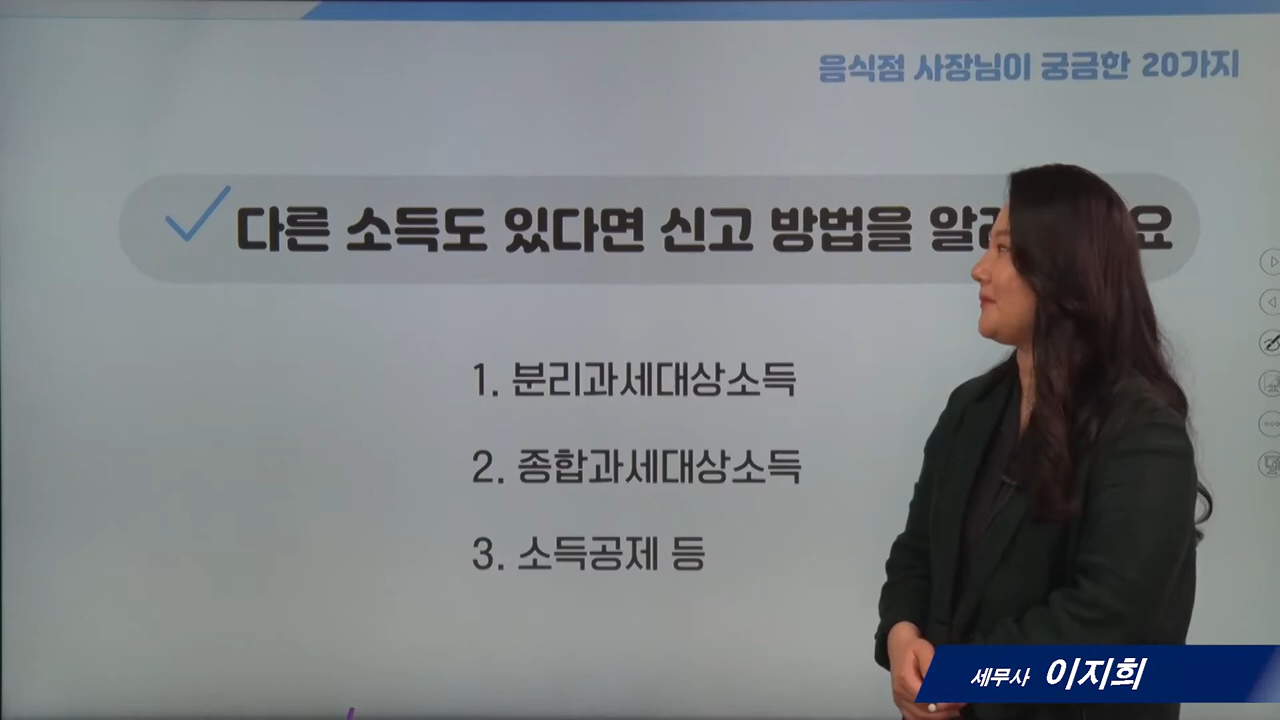 음식점 사장님이 궁금한 20가지
다른 소득도 있다면 신고 방법을
1. 분리과세대상소득
2. 종합과세대상소득
3. 소득공제 등
세무사 이지희